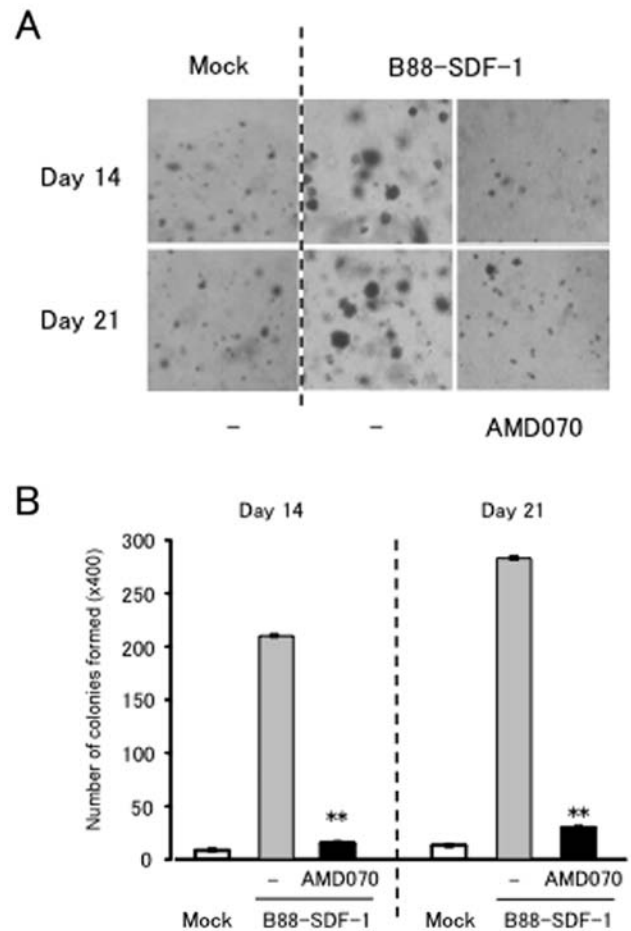 A
Mock B88-SDF-1
Day 14
Day 21
- - AMD070
B
Day 14 Day 21
Number of colonies formed (x400)
300
250
200
150
100
50
0
** **
- AMD070 - AMD070
Mock B88-SDF-1 Mock B88-SDF-1